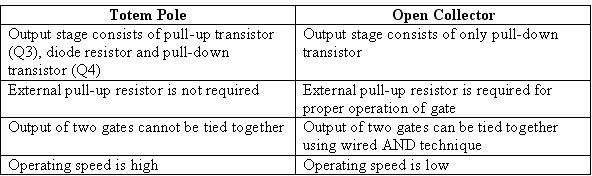 Totem Pole
Open Collector
Output stage consists of pull-up transistor
(Q3), diode resistor and pull-down
transistor (Q4)
Output stage consists of only pull-down
transistor
External pull-up resistor is not required
External pull-up resistor is required for
proper operation of gate
Output of two gates cannot be tied together
Output of two gates can be tied together
using wired AND technique
Operating speed is high
Operating speed is low